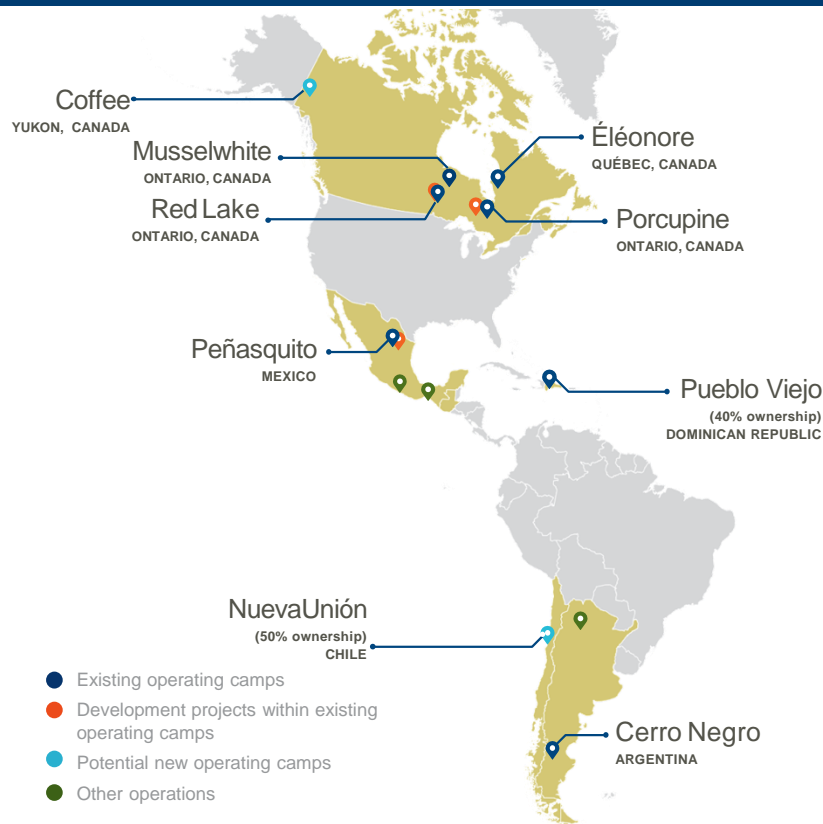 Coffee
YUKON, CANADA
Musselwhite
ONTARIO, CANADA
Red Lake
ONTARIO, CANADA
Éléonore
QUÉBEC, CANADA
Porcupine
ONTARIO, CANADA
Peñasquito
MEXICO
Pueblo Viejo
(40% ownership)
DOMINICAN REPUBLIC
NuevaUnión
(50% ownership)
CHILE
Existing operating camps
Development projects within existing
operating camps
Potential new operating camps
Other operations
Cerro Negro
ARGENTINA